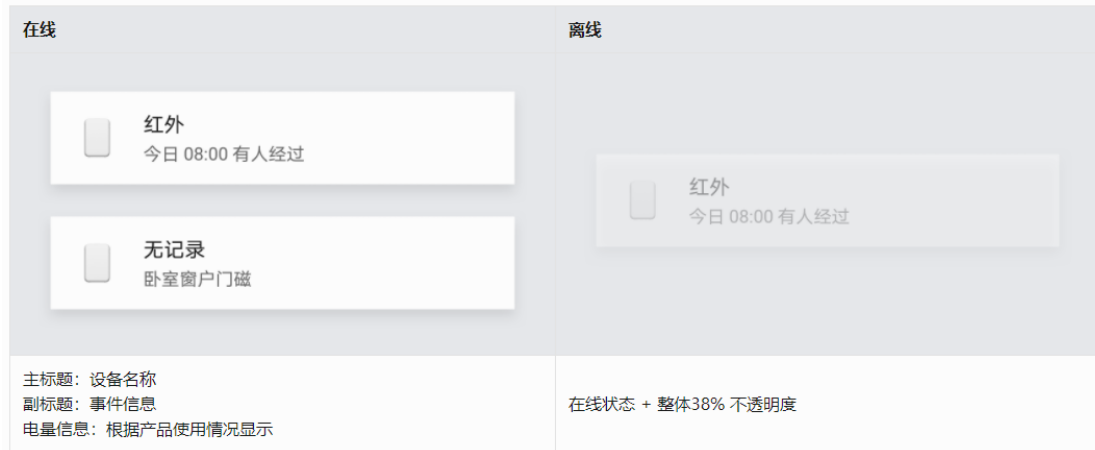 在线
离线
红外
今日 08:00 有人经过
无记录
卧室窗户门磁
红外
今日 08:00 有人经过
主标题：设备名称
副标题：事件信息
电量信息：根据产品使用情况显示
在线状态 + 整体38% 不透明度